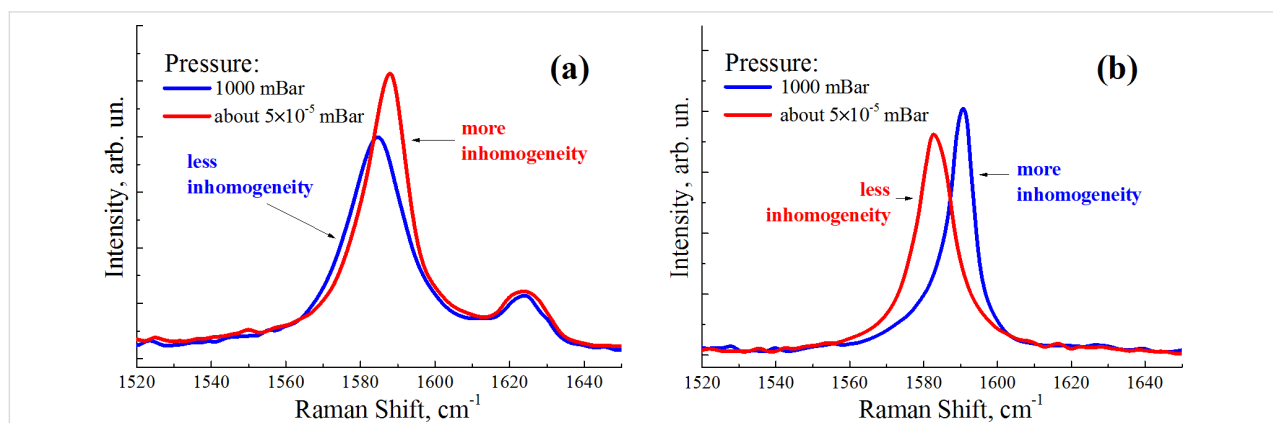 (a)
Pressure:
1000 mBar
about 5×10⁻⁵ mBar
more
inhomogeneity
less
inhomogeneity
Intensity, arb. un.
1520 1540 1560 1580 1600 1620 1640
Raman Shift, cm⁻¹
(b)
Pressure:
1000 mBar
about 5×10⁻⁵ mBar
less
inhomogeneity
more
inhomogeneity
Intensity, arb. un.
1520 1540 1560 1580 1600 1620 1640
Raman Shift, cm⁻¹